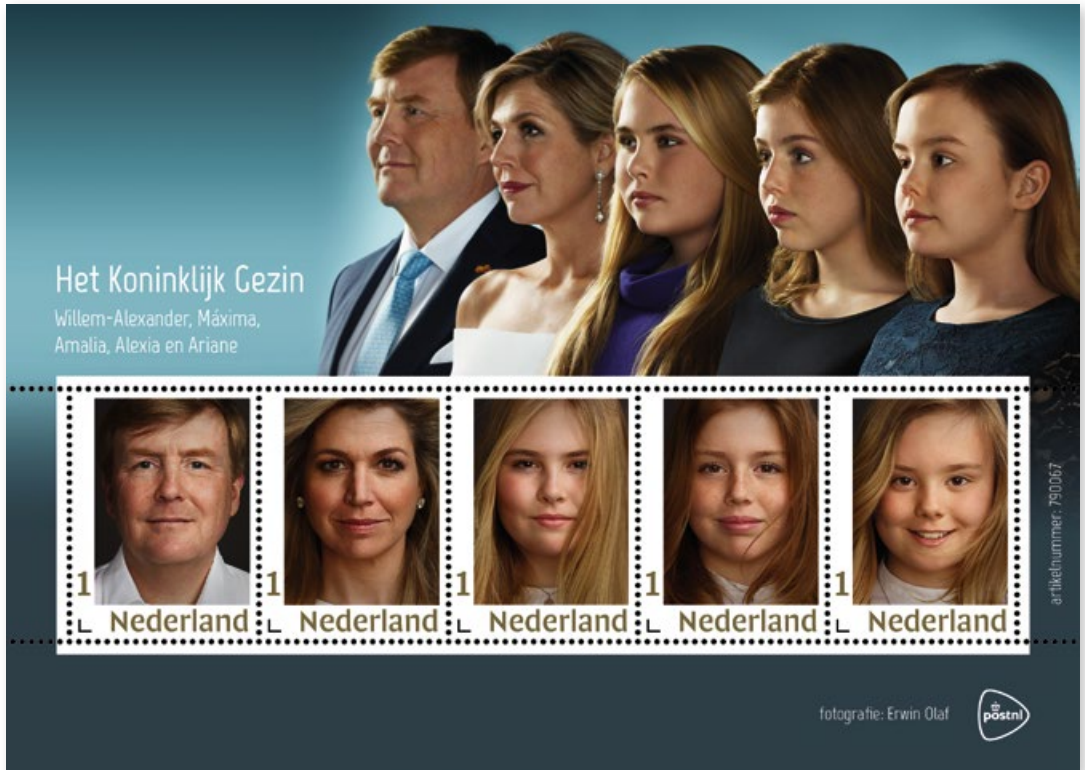 Het Koninklijk Gezin
Willem-Alexander, Máxima,
Amalia, Alexia en Ariane
1 Nederland
1 Nederland
1 Nederland
1 Nederland
1 Nederland
artikelnummer: 790067
fotografie: Erwin Olaf
postnl